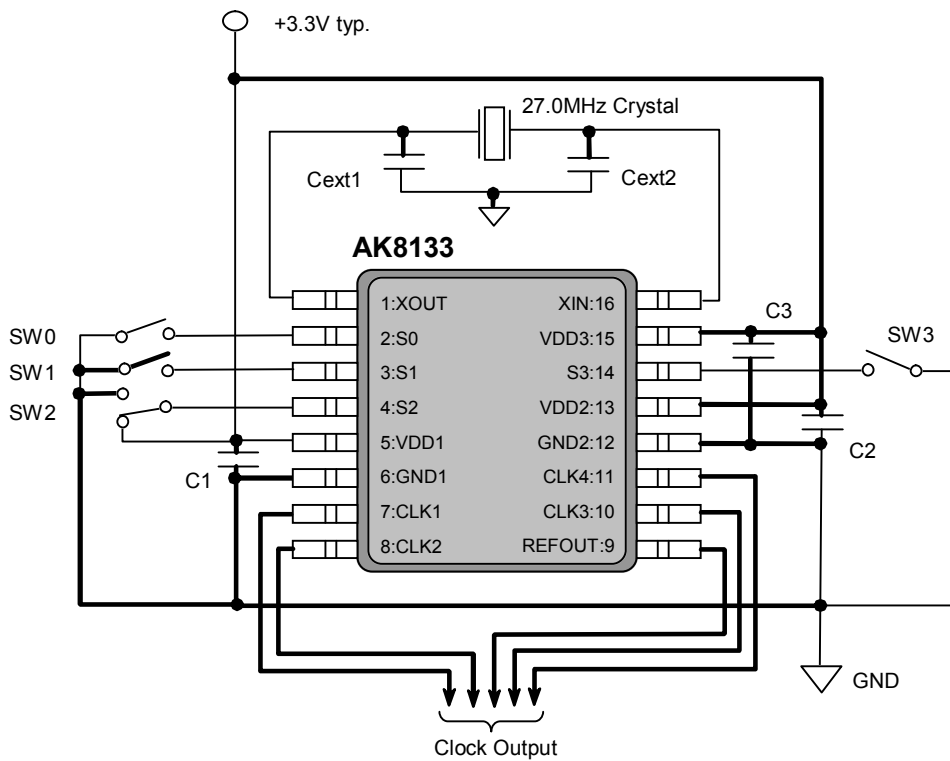 +3.3V typ.
27.0MHz Crystal
Cext1
Cext2
AK8133
1:XOUT
XIN:16
C3
SW0
2:S0
VDD3:15
SW3
SW1
3:S1
S3:14
SW2
4:S2
VDD2:13
5:VDD1
GND2:12
C2
C1
6:GND1
CLK4:11
7:CLK1
CLK3:10
8:CLK2
REFOUT:9
GND
Clock Output